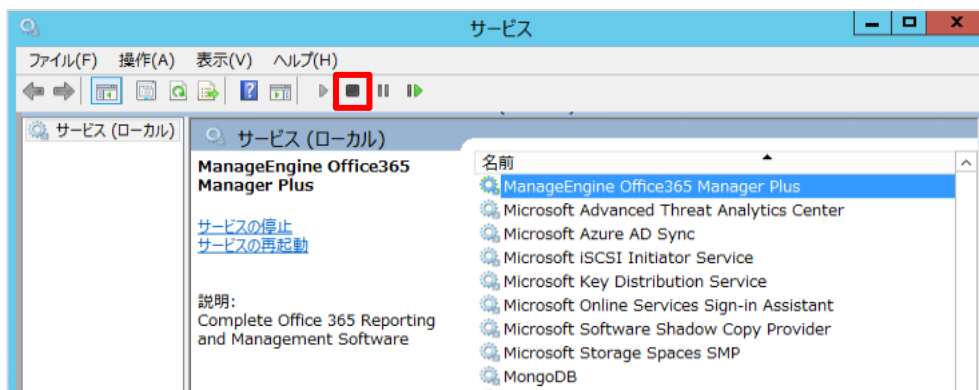 サービス
ファイル(F) 操作(A) 表示(V) ヘルプ(H)
サービス (ローカル)
サービス (ローカル)
ManageEngine Office365
Manager Plus
サービスの停止
サービスの再起動
説明:
Complete Office 365 Reporting
and Management Software
名前
ManageEngine Office365 Manager Plus
Microsoft Advanced Threat Analytics Center
Microsoft Azure AD Sync
Microsoft iSCSI Initiator Service
Microsoft Key Distribution Service
Microsoft Online Services Sign-in Assistant
Microsoft Software Shadow Copy Provider
Microsoft Storage Spaces SMP
MongoDB